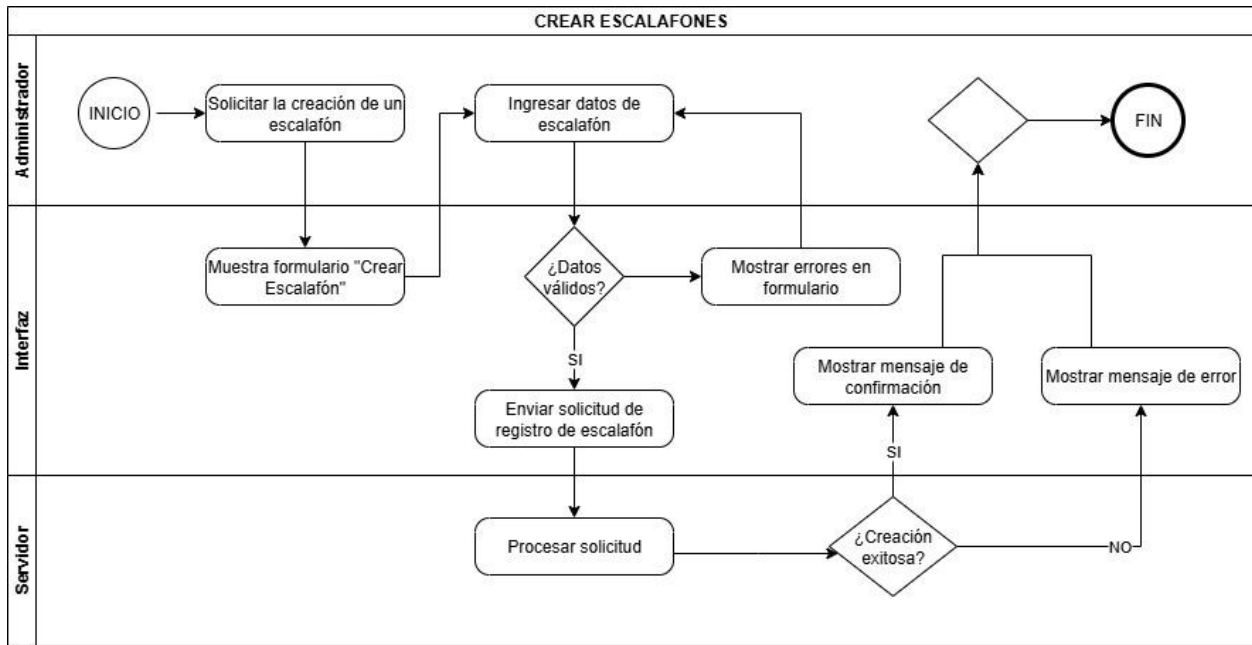 CREAR ESCALAFONES
Administrador
INICIO
Solicitar la creación de un
escalafón
Ingresar datos de
escalafón
FIN
Interfaz
Muestra formulario "Crear
Escalafón"
¿Datos
válidos?
Mostrar errores en
formulario
SI
Enviar solicitud de
registro de escalafón
Mostrar mensaje de
confirmación
Mostrar mensaje de error
SI
Servidor
Procesar solicitud
¿Creación
exitosa?
NO